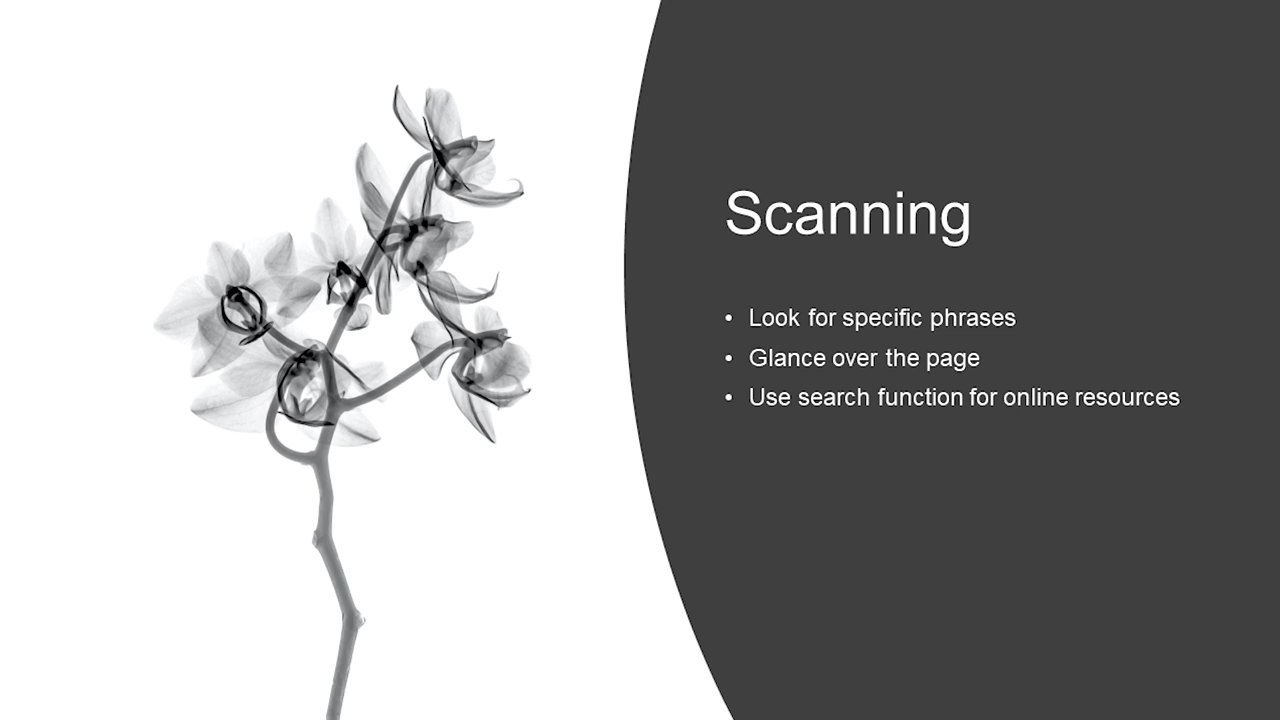 Scanning
• Look for specific phrases
• Glance over the page
• Use search function for online resources